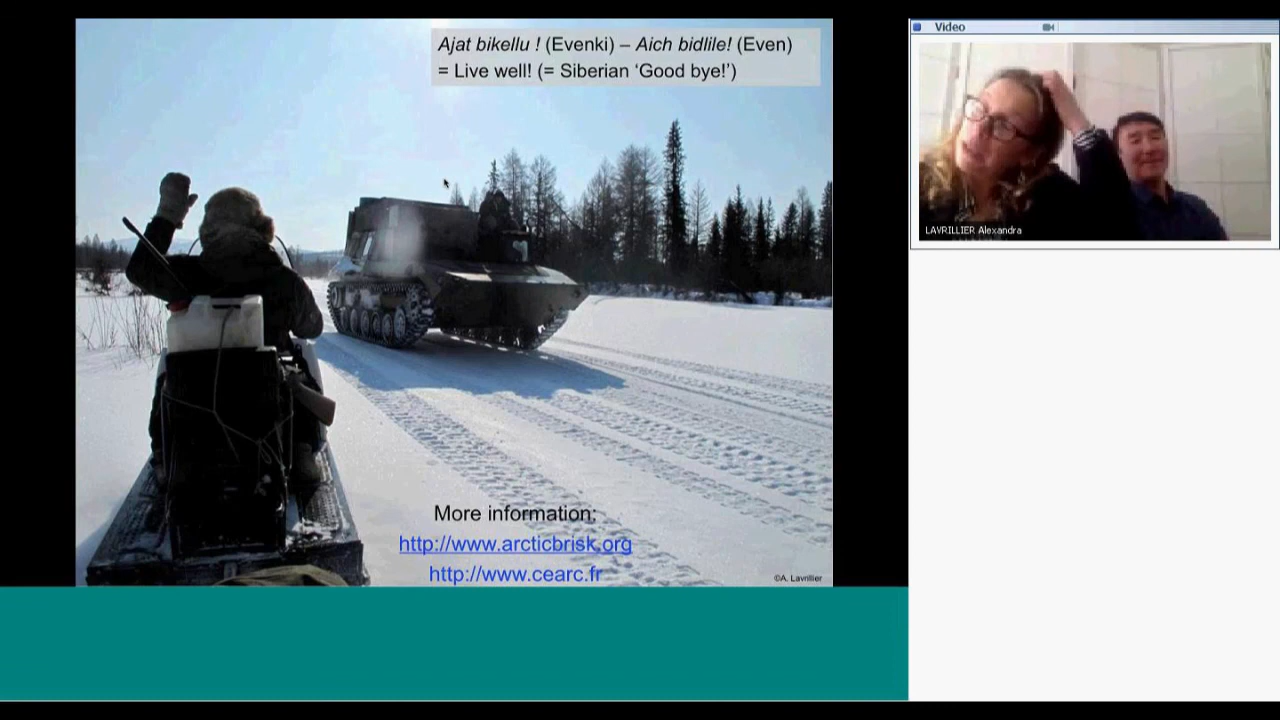 Ajat bikellu ! (Evenki) – Aich bidlile! (Even)
= Live well! (= Siberian ‘Good bye!’)
More information:
http://www.arcticbrisk.org
http://www.cearc.fr
©A. Lavrillier
Video
LAVRILLIER Alexandra